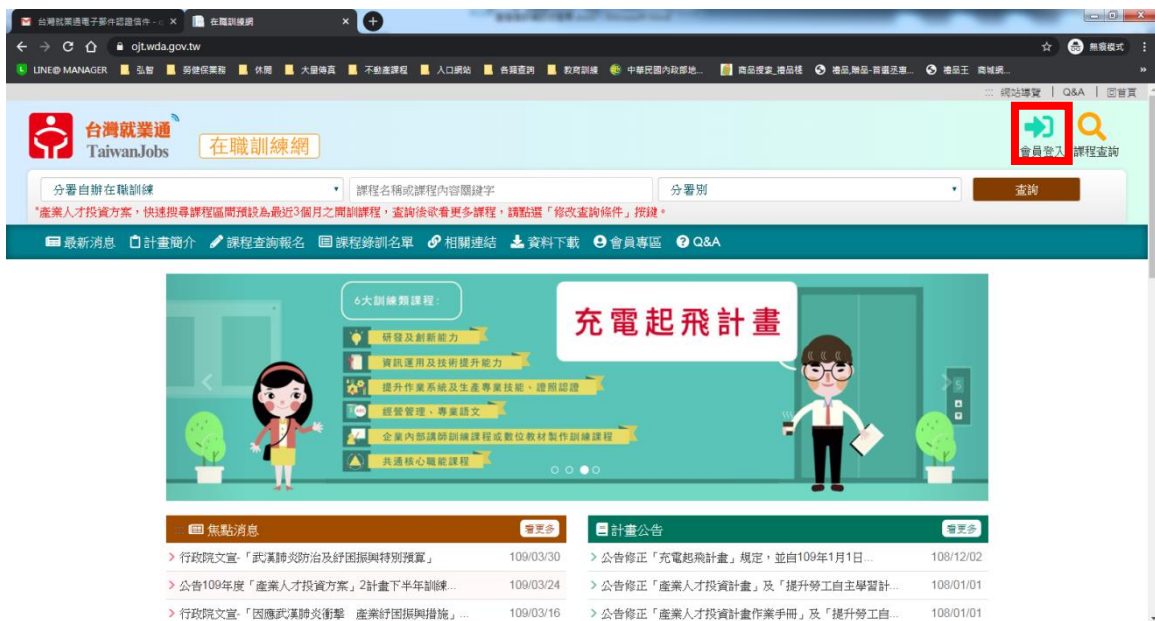 台灣就業通電子郵件認證信件 - c
在職訓練網
ojt.wda.gov.tw
無痕模式
LINE@ MANAGER 弘智 勞健保業務 休閒 大量傳真 不動產課程 人口網站 各類查詢 教育訓練 中華民國內政部地... 商品搜索_禮品棧 禮品,贈品-首選丞專... 禮品王 商城網... »
::: 網站導覽 | Q&A | 回首頁
台灣就業通
TaiwanJobs
在職訓練網
會員登入 課程查詢
分署自辦在職訓練 課程名稱或課程內容關鍵字 分署別 查詢
*產業人才投資方案，快速搜尋課程區間預設為最近3個月之開訓課程，查詢後欲看更多課程，請點選「修改查詢條件」按鍵。
最新消息 計畫簡介 課程查詢報名 課程錄訓名單 相關連結 資料下載 會員專區 Q&A
6大訓練類課程:
充電起飛計畫
研發及創新能力
資訊運用及技術提升能力
提升作業系統及生產專業技能、證照認證
經營管理、專業語文
企業內部講師訓練課程或數位教材製作訓練課程
共通核心職能課程
5
焦點消息 看更多
行政院文宣-「武漢肺炎防治及紓困振興特別預算」 109/03/30
公告109年度「產業人才投資方案」2計畫下半年訓練... 109/03/24
行政院文宣-「因應武漢肺炎衝擊 產業紓困振興措施」... 109/03/16
計畫公告 看更多
公告修正「充電起飛計畫」規定，並自109年1月1日... 108/12/02
公告修正「產業人才投資計畫」及「提升勞工自主學習計... 108/01/01
公告修正「產業人才投資計畫作業手冊」及「提升勞工自... 108/01/01